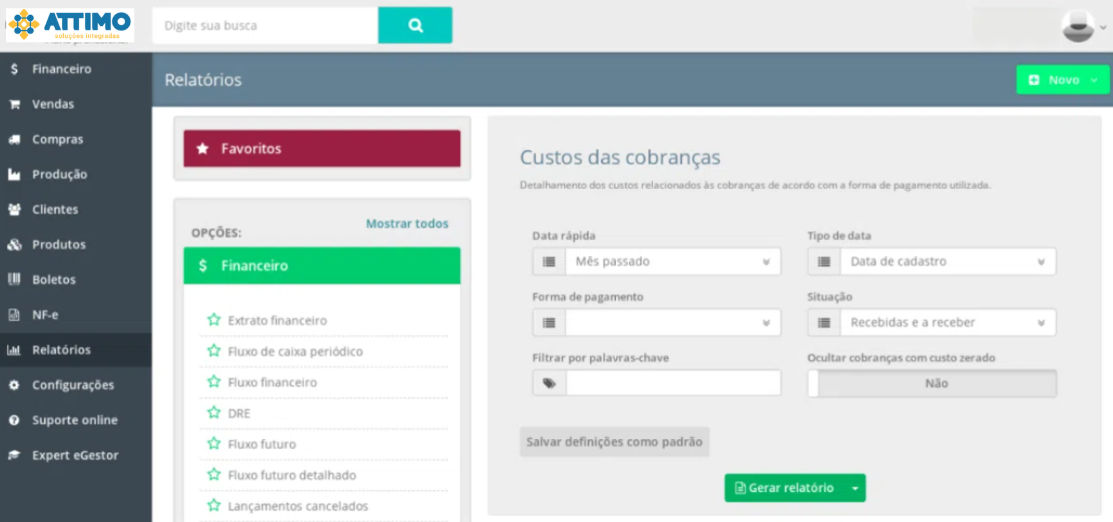 ATTIMO
soluções integradas
Digite sua busca
Financeiro
Vendas
Compras
Produção
Clientes
Produtos
Boletos
NF-e
Relatórios
Configurações
Suporte online
Expert eGestor
Relatórios
Novo
Favoritos
OPÇÕES:
Mostrar todos
$ Financeiro
Extrato financeiro
Fluxo de caixa periódico
Fluxo financeiro
DRE
Fluxo futuro
Fluxo futuro detalhado
Lançamentos cancelados
Custos das cobranças
Detalhamento dos custos relacionados às cobranças de acordo com a forma de pagamento utilizada.
Data rápida
Mês passado
Tipo de data
Data de cadastro
Forma de pagamento
Situação
Recebidas e a receber
Filtrar por palavras-chave
Ocultar cobranças com custo zerado
Não
Salvar definições como padrão
Gerar relatório